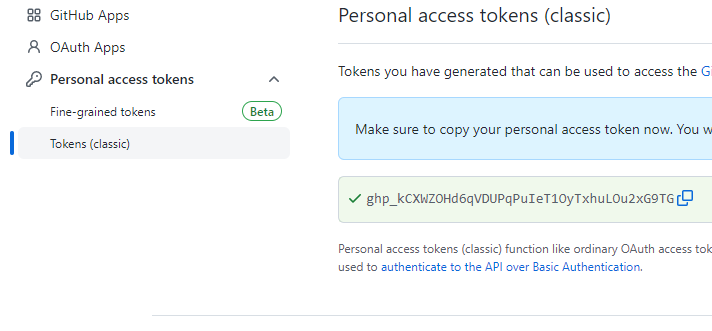 GitHub Apps
OAuth Apps
Personal access tokens
Fine-grained tokens Beta
Tokens (classic)
Personal access tokens (classic)
Tokens you have generated that can be used to access the
Make sure to copy your personal access token now. You
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
Personal access tokens (classic) function like ordinary OAuth access
used to authenticate to the API over Basic Authentication.